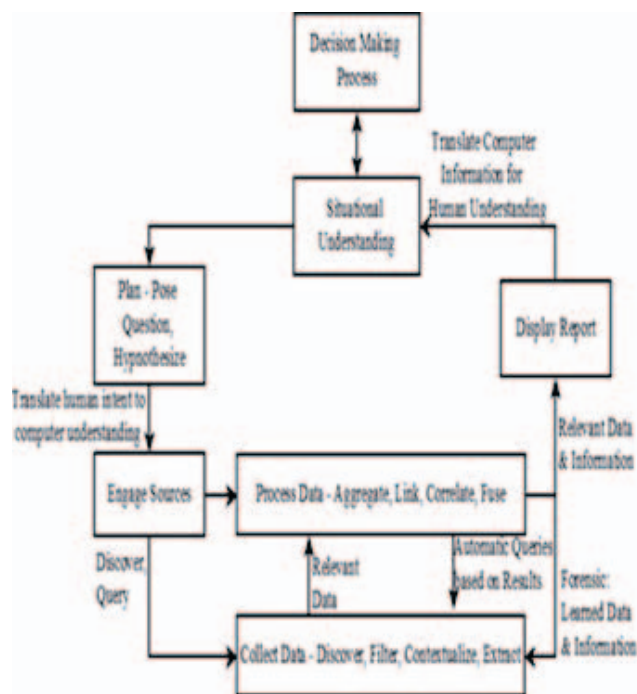 Decision Making
Process
Translate Computer
Information for
Human Understanding
Situational
Understanding
Plan - Pose
Question,
Hypnothesize
Display Report
Translate human intent to
computer understanding
Relevant Data
& Information
Engage Sources
Process Data - Aggregate, Link, Correlate, Fuse
Discover,
Query
Relevant
Data
Automatic Queries
based on Results
Forensic:
Learned Data
& Information
Collect Data - Discover, Filter, Contextualize, Extract